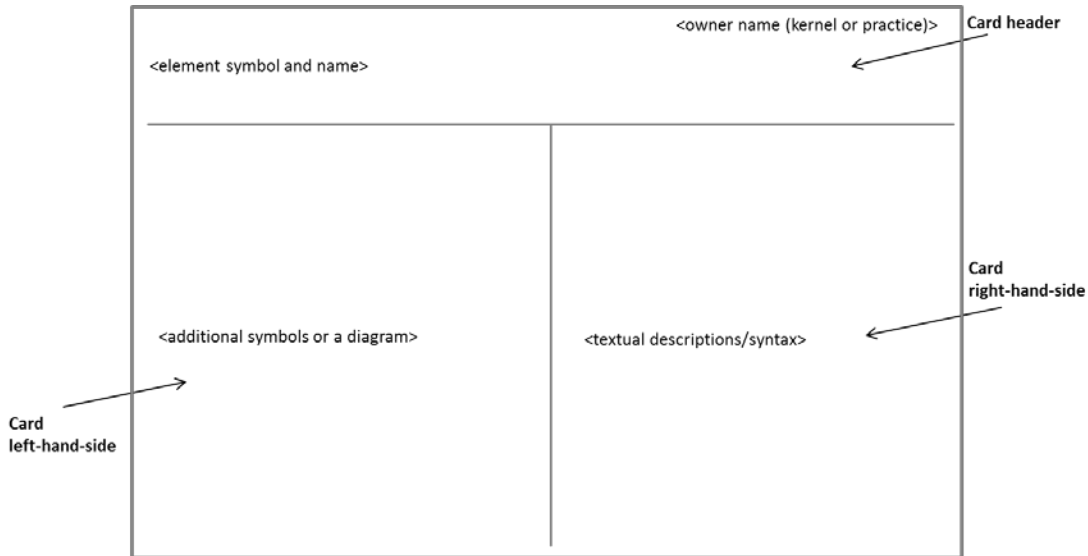 <owner name (kernel or practice)>
Card header
<element symbol and name>
Card
right-hand-side
<additional symbols or a diagram>
<textual descriptions/syntax>
Card
left-hand-side